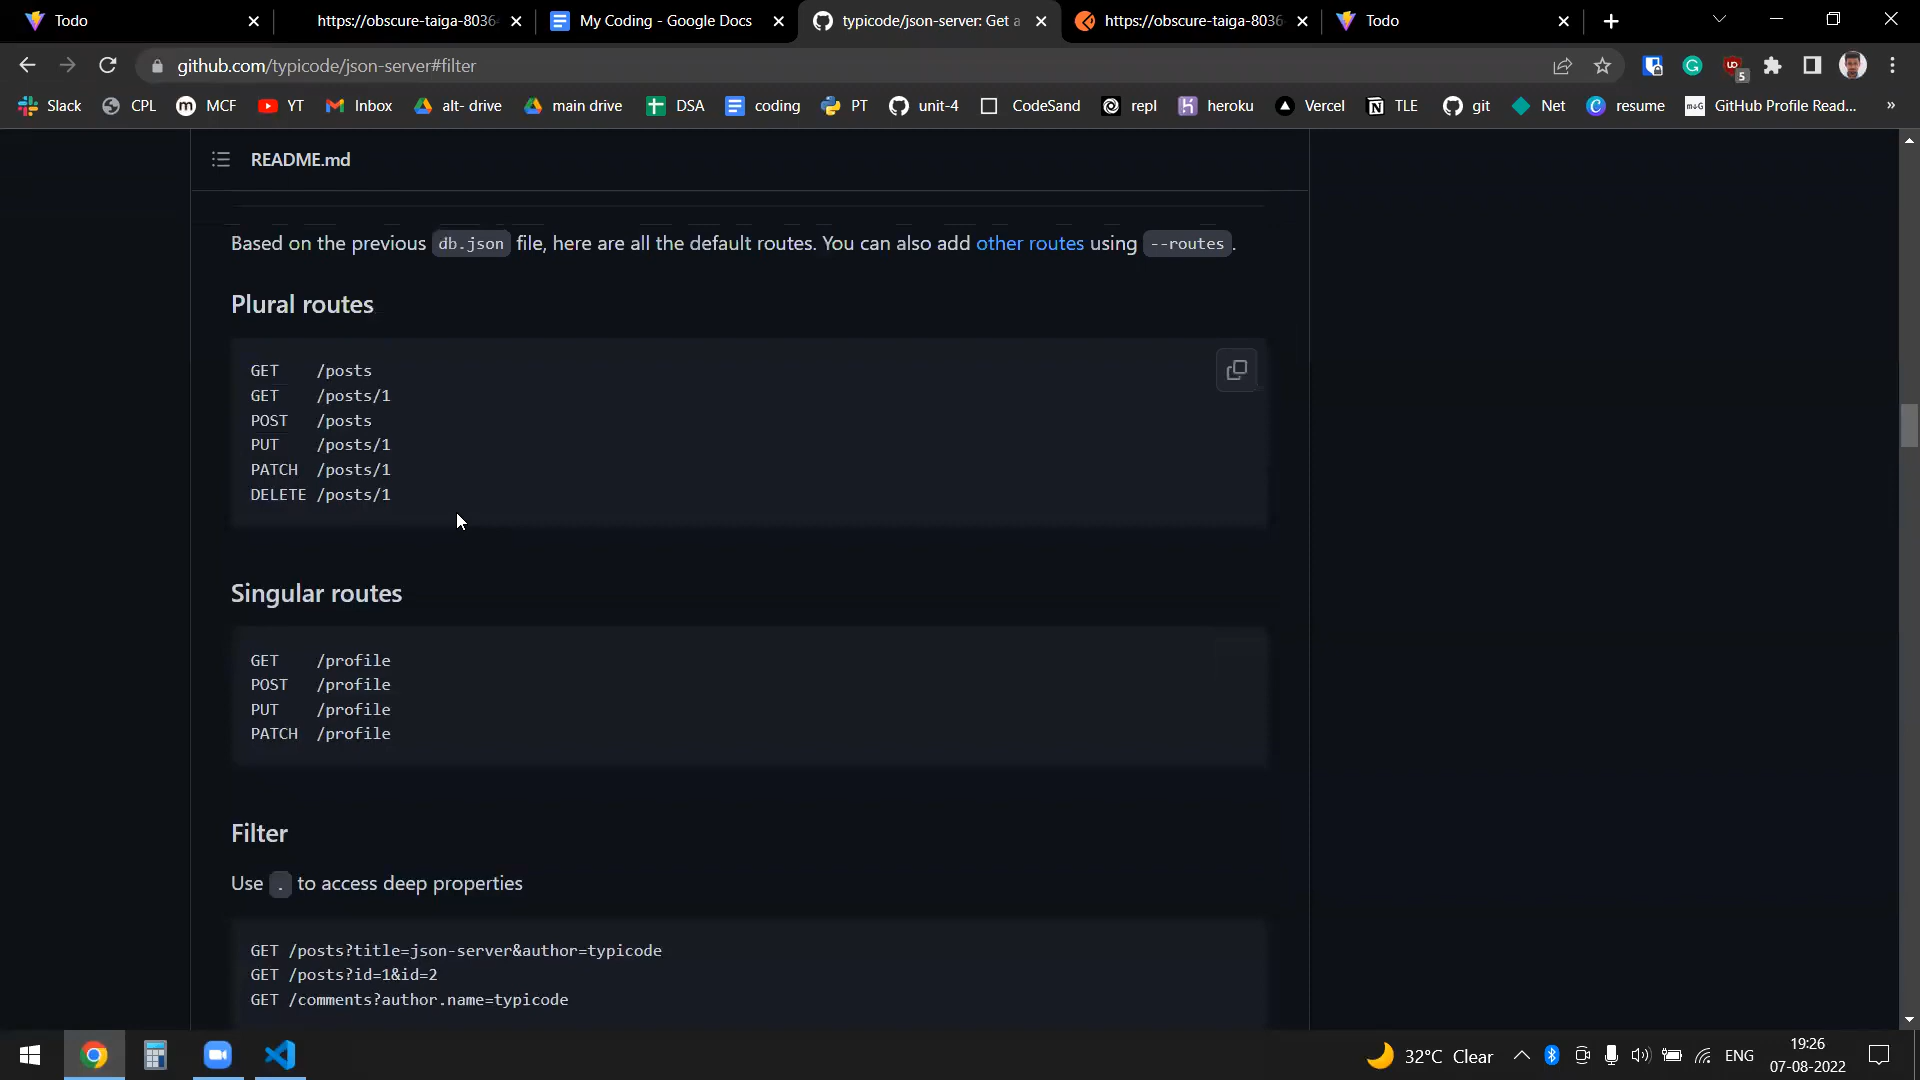 Todo
https://obscure-taiga-8036
My Coding - Google Docs
typicode/json-server: Get a
https://obscure-taiga-8036
Todo
github.com/typicode/json-server#filter
5
Slack
CPL
MCF
YT
Inbox
alt- drive
main drive
DSA
coding
PT
unit-4
CodeSand
repl
heroku
Vercel
TLE
git
Net
resume
GitHub Profile Read...
»
README.md
Based on the previous db.json file, here are all the default routes. You can also add other routes using --routes .
Plural routes
GET /posts
GET /posts/1
POST /posts
PUT /posts/1
PATCH /posts/1
DELETE /posts/1
Singular routes
GET /profile
POST /profile
PUT /profile
PATCH /profile
Filter
Use . to access deep properties
GET /posts?title=json-server&author=typicode
GET /posts?id=1&id=2
GET /comments?author.name=typicode
32°C Clear
ENG
19:26
07-08-2022